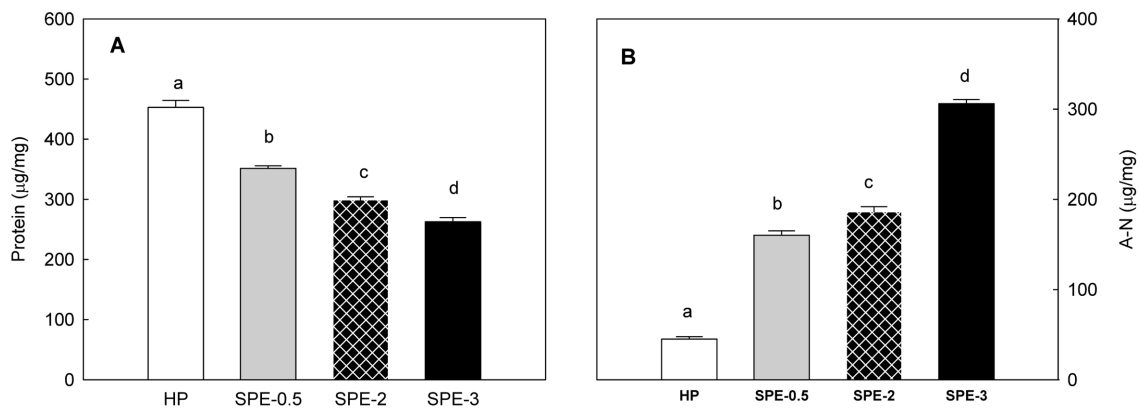 A
Protein (μg/mg)
600
500
400
300
200
100
0
a
b
c
d
HP SPE-0.5 SPE-2 SPE-3
B
a
b
c
d
HP SPE-0.5 SPE-2 SPE-3
400
300
200
100
0
A-N (μg/mg)